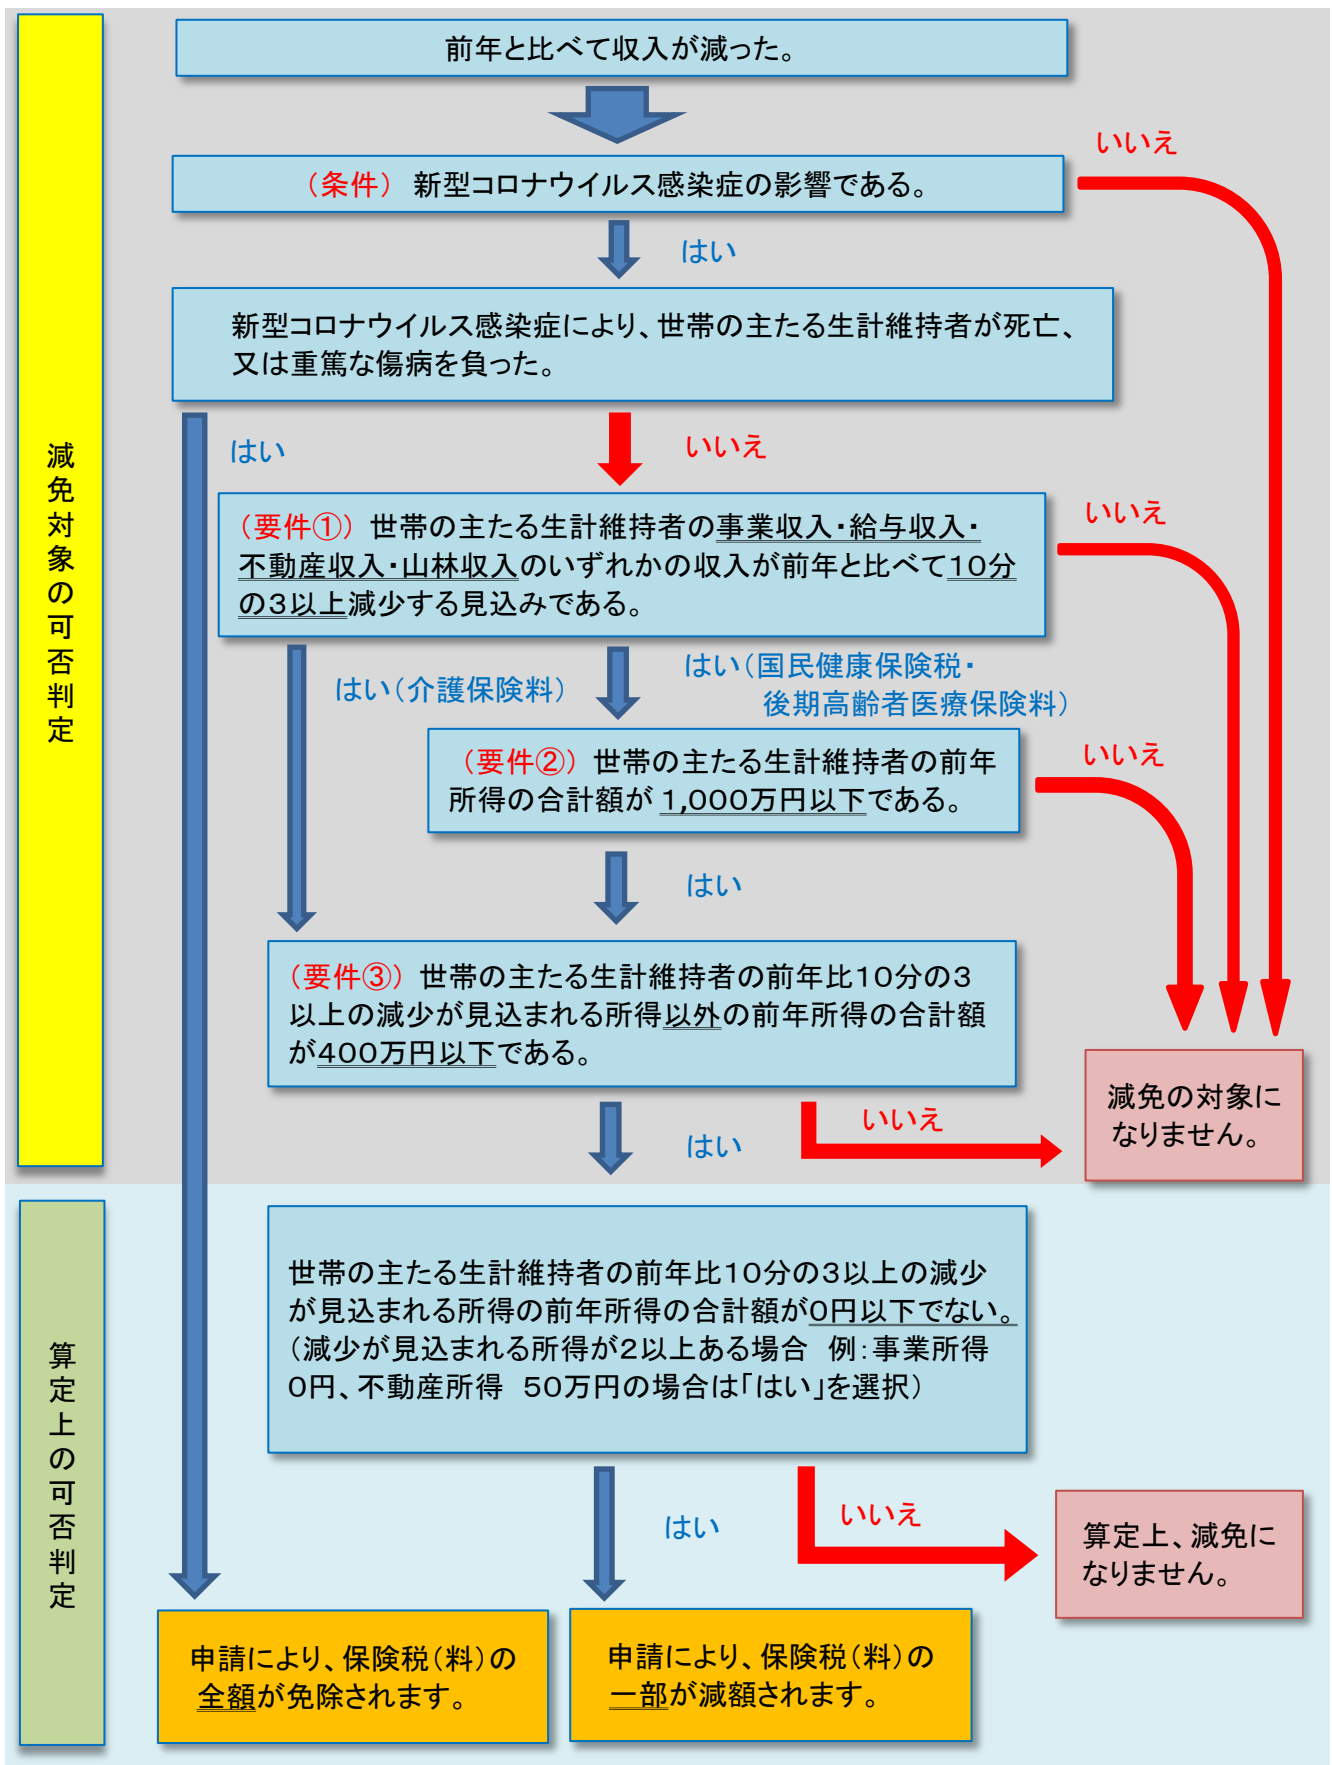 前年と比べて収入が減った。
いいえ
（条件） 新型コロナウイルス感染症の影響である。
はい
新型コロナウイルス感染症により、世帯の主たる生計維持者が死亡、
又は重篤な傷病を負った。
はい
いいえ
（要件①） 世帯の主たる生計維持者の事業収入・給与収入・
不動産収入・山林収入のいずれかの収入が前年と比べて10分
の3以上減少する見込みである。
いいえ
はい（介護保険料）
はい（国民健康保険税・
後期高齢者医療保険料）
（要件②） 世帯の主たる生計維持者の前年
所得の合計額が 1,000万円以下である。
いいえ
はい
（要件③） 世帯の主たる生計維持者の前年比10分の3
以上の減少が見込まれる所得以外の前年所得の合計額
が400万円以下である。
はい
いいえ
減免の対象に
なりません。
減免対象の可否判定
世帯の主たる生計維持者の前年比10分の3以上の減少
が見込まれる所得の前年所得の合計額が0円以下でない。
（減少が見込まれる所得が2以上ある場合 例：事業所得
0円、不動産所得 50万円の場合は「はい」を選択）
はい
いいえ
算定上、減免に
なりません。
申請により、保険税（料）の
全額が免除されます。
申請により、保険税（料）の
一部が減額されます。
算定上の可否判定